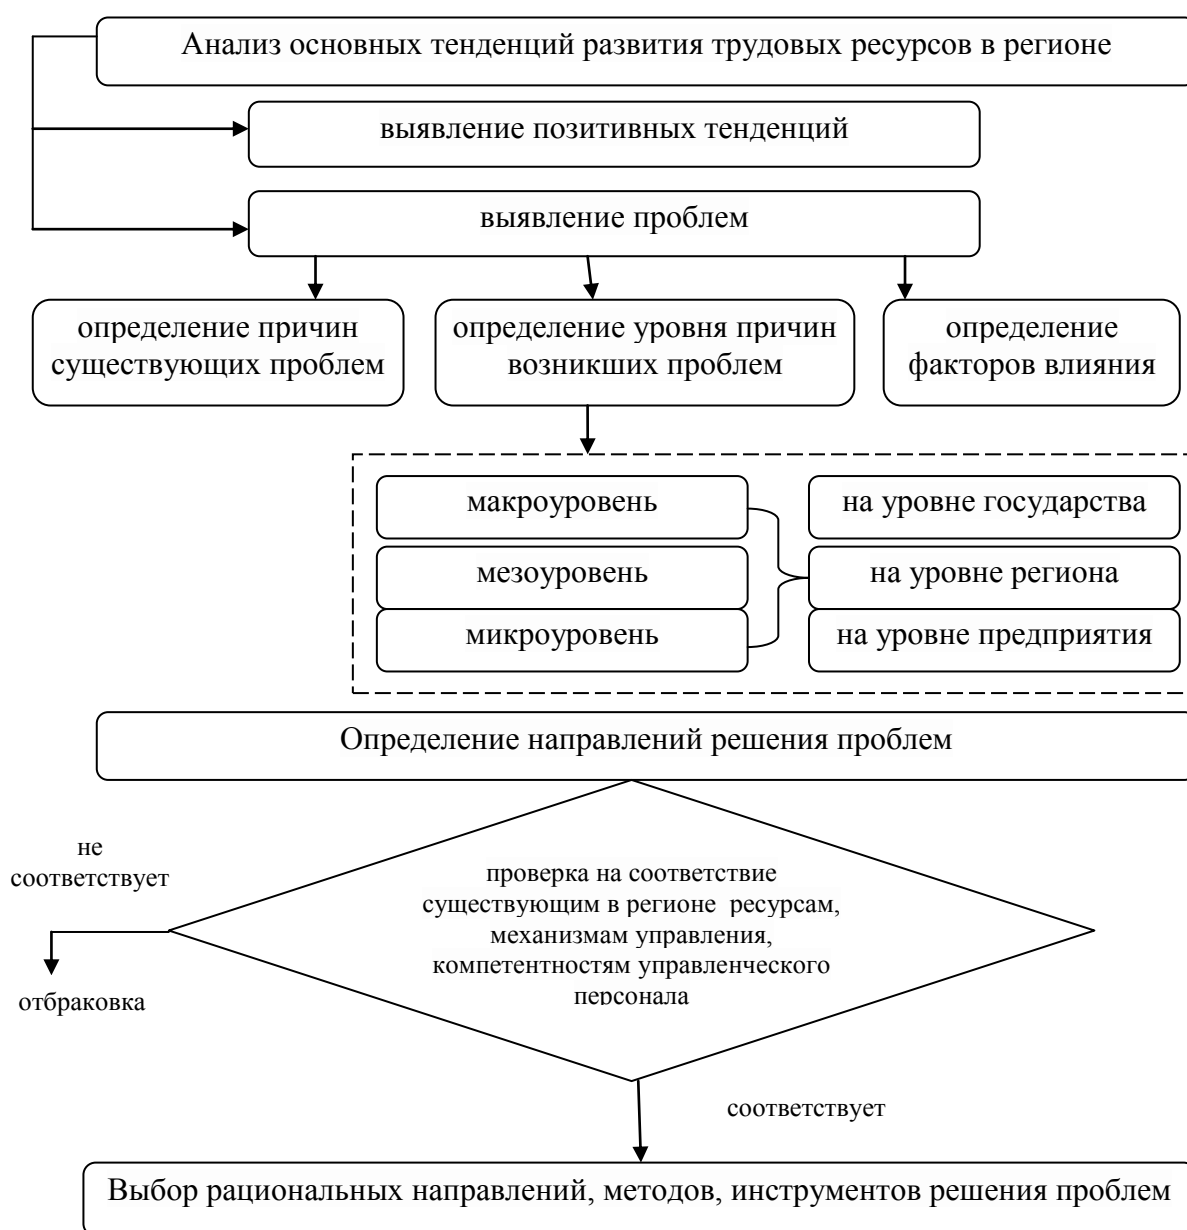 Анализ основных тенденций развития трудовых ресурсов в регионе
выявление позитивных тенденций
выявление проблем
определение причин
существующих проблем
определение уровня причин
возникших проблем
определение
факторов влияния
макроуровень
на уровне государства
мезоуровень
на уровне региона
микроуровень
на уровне предприятия
Определение направлений решения проблем
не
соответствует
проверка на соответствие
существующим в регионе ресурсам,
механизмам управления,
компетентностям управленческого
персонала
отбраковка
соответствует
Выбор рациональных направлений, методов, инструментов решения проблем